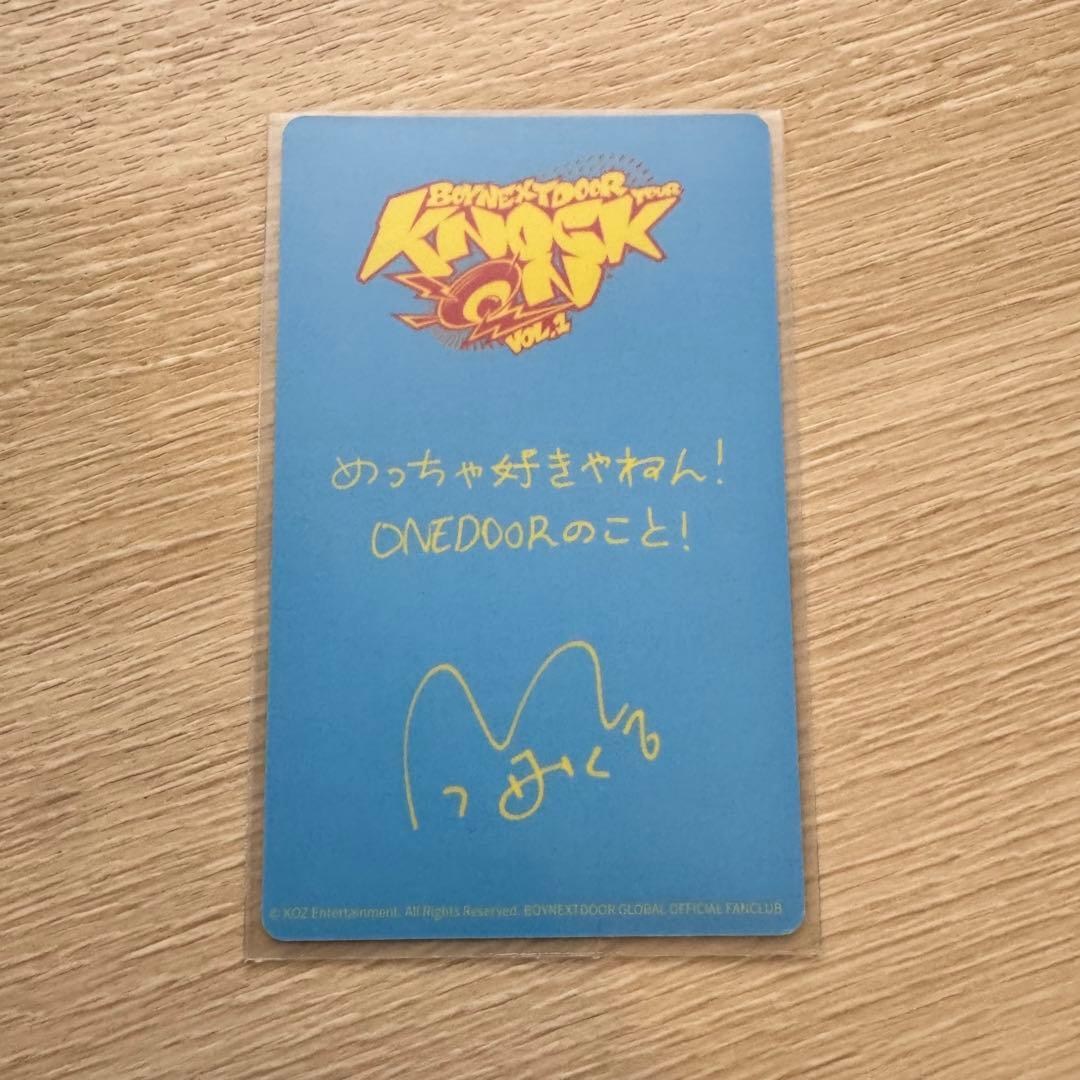 BOYNEXTDOOR TOUR
KNOCK
ON
VOL.1
めっちゃ好きやねん!
ONEDOORのこと!
© KOZ Entertainment. All Rights Reserved. BOYNEXTDOOR GLOBAL OFFICIAL FANCLUB